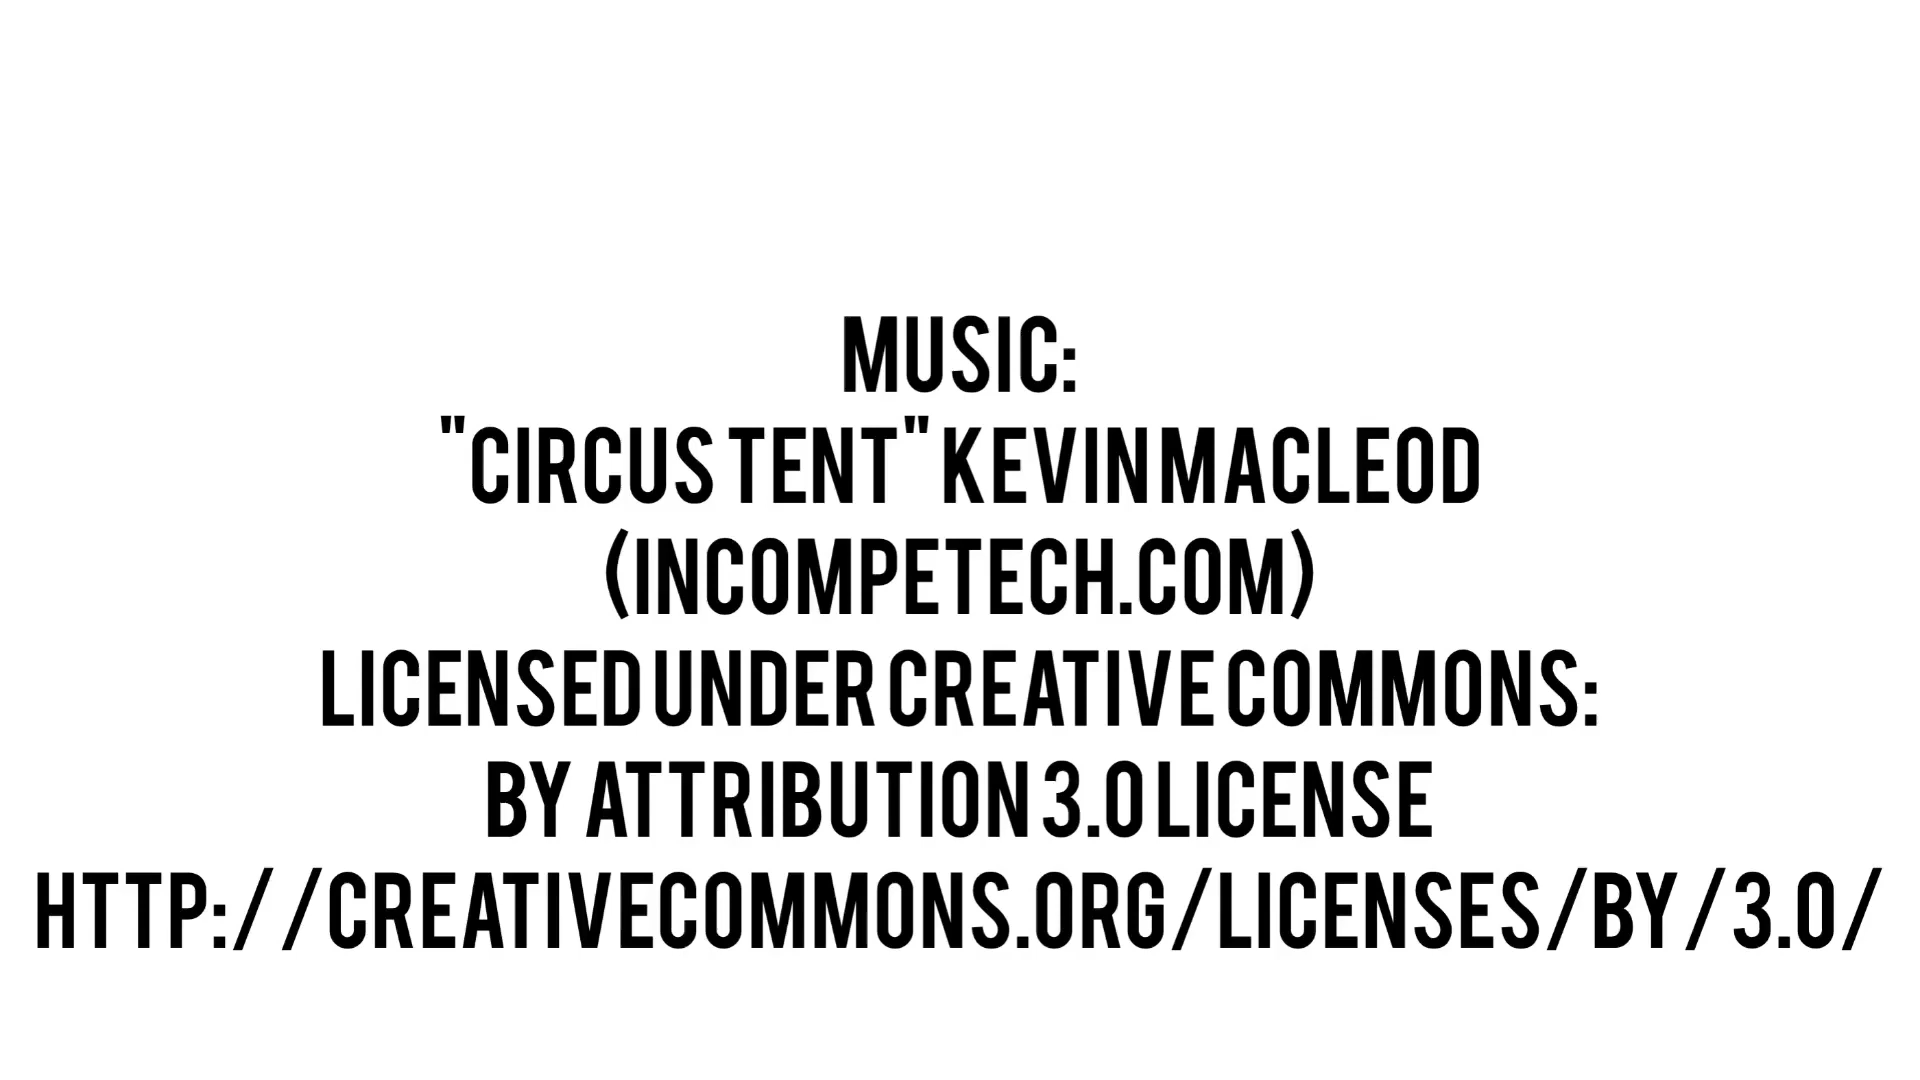 MUSIC:
"CIRCUS TENT" KEVIN MACLEOD
(INCOMPETECH.COM)
LICENSED UNDER CREATIVE COMMONS:
BY ATTRIBUTION 3.0 LICENSE
HTTP://CREATIVECOMMONS.ORG/LICENSES/BY/3.0/